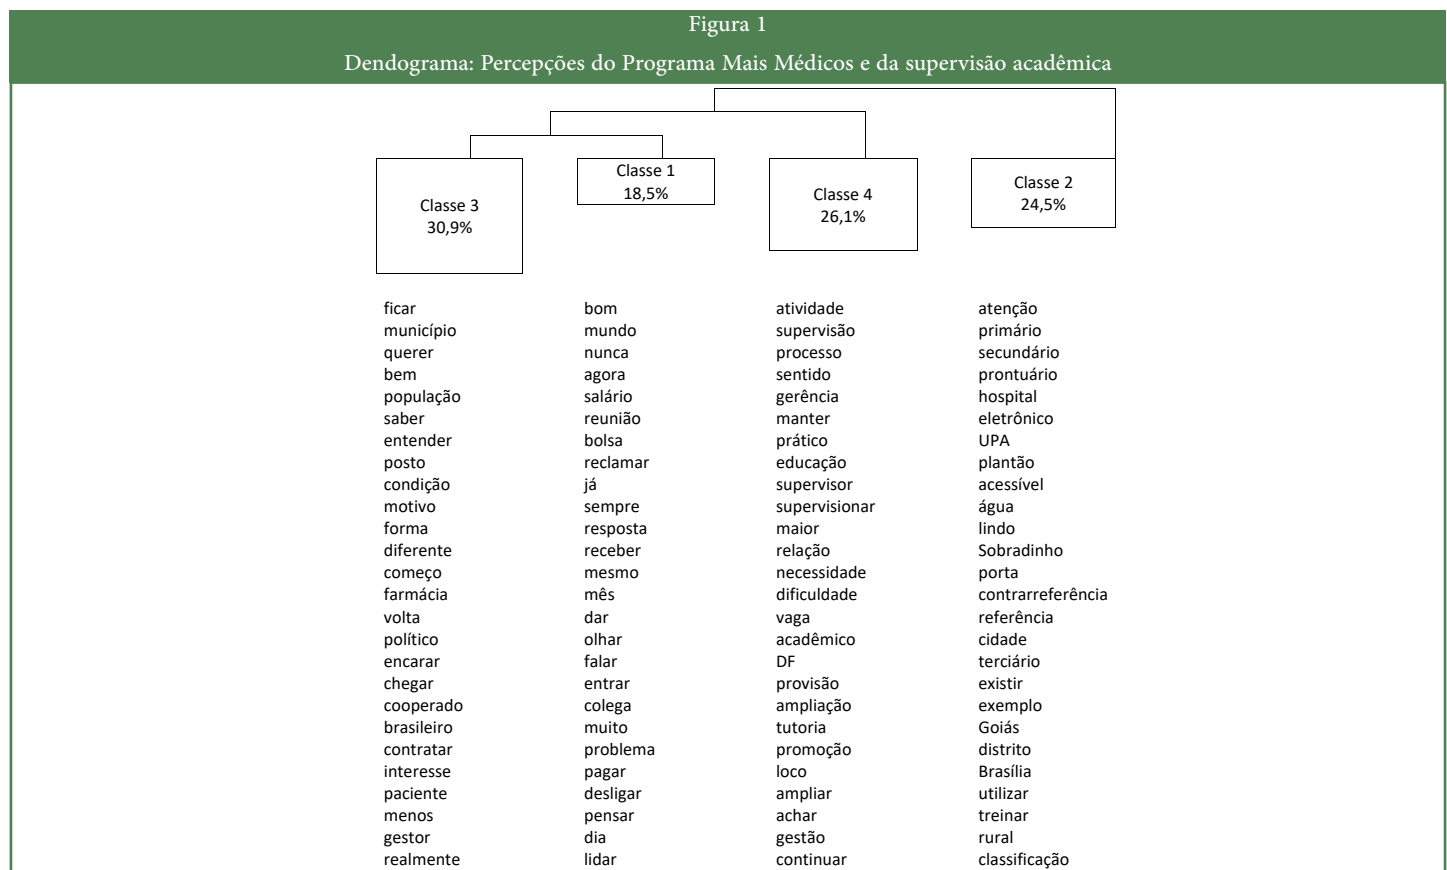 Figura 1
Dendograma: Percepções do Programa Mais Médicos e da supervisão acadêmica
Classe 3
30,9%
Classe 1
18,5%
Classe 4
26,1%
Classe 2
24,5%
ficar
município
querer
bem
população
saber
entender
posto
condição
motivo
forma
diferente
começo
farmácia
volta
político
encarar
chegar
cooperado
brasileiro
contratar
interesse
paciente
menos
gestor
realmente
bom
mundo
nunca
agora
salário
reunião
bolsa
reclamar
já
sempre
resposta
receber
mesmo
mês
dar
olhar
falar
entrar
colega
muito
problema
pagar
desligar
pensar
dia
lidar
atividade
supervisão
processo
sentido
gerência
manter
prático
educação
supervisor
supervisionar
maior
relação
necessidade
dificuldade
vaga
acadêmico
DF
provisão
ampliação
tutoria
promoção
loco
ampliar
achar
gestão
continuar
atenção
primário
secundário
prontuário
hospital
eletrônico
UPA
plantão
acessível
água
lindo
Sobradinho
porta
contrarreferência
referência
cidade
terciário
existir
exemplo
Goiás
distrito
Brasília
utilizar
treinar
rural
classificação